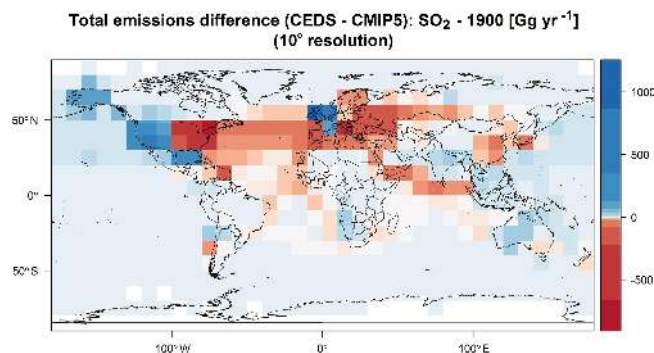 Total emissions difference (CEDS - CMIP5): SO₂ - 1900 [Gg yr⁻¹]
(10° resolution)
50°N
0°
50°S
100°W
0°
100°E
1000
500
0
-500